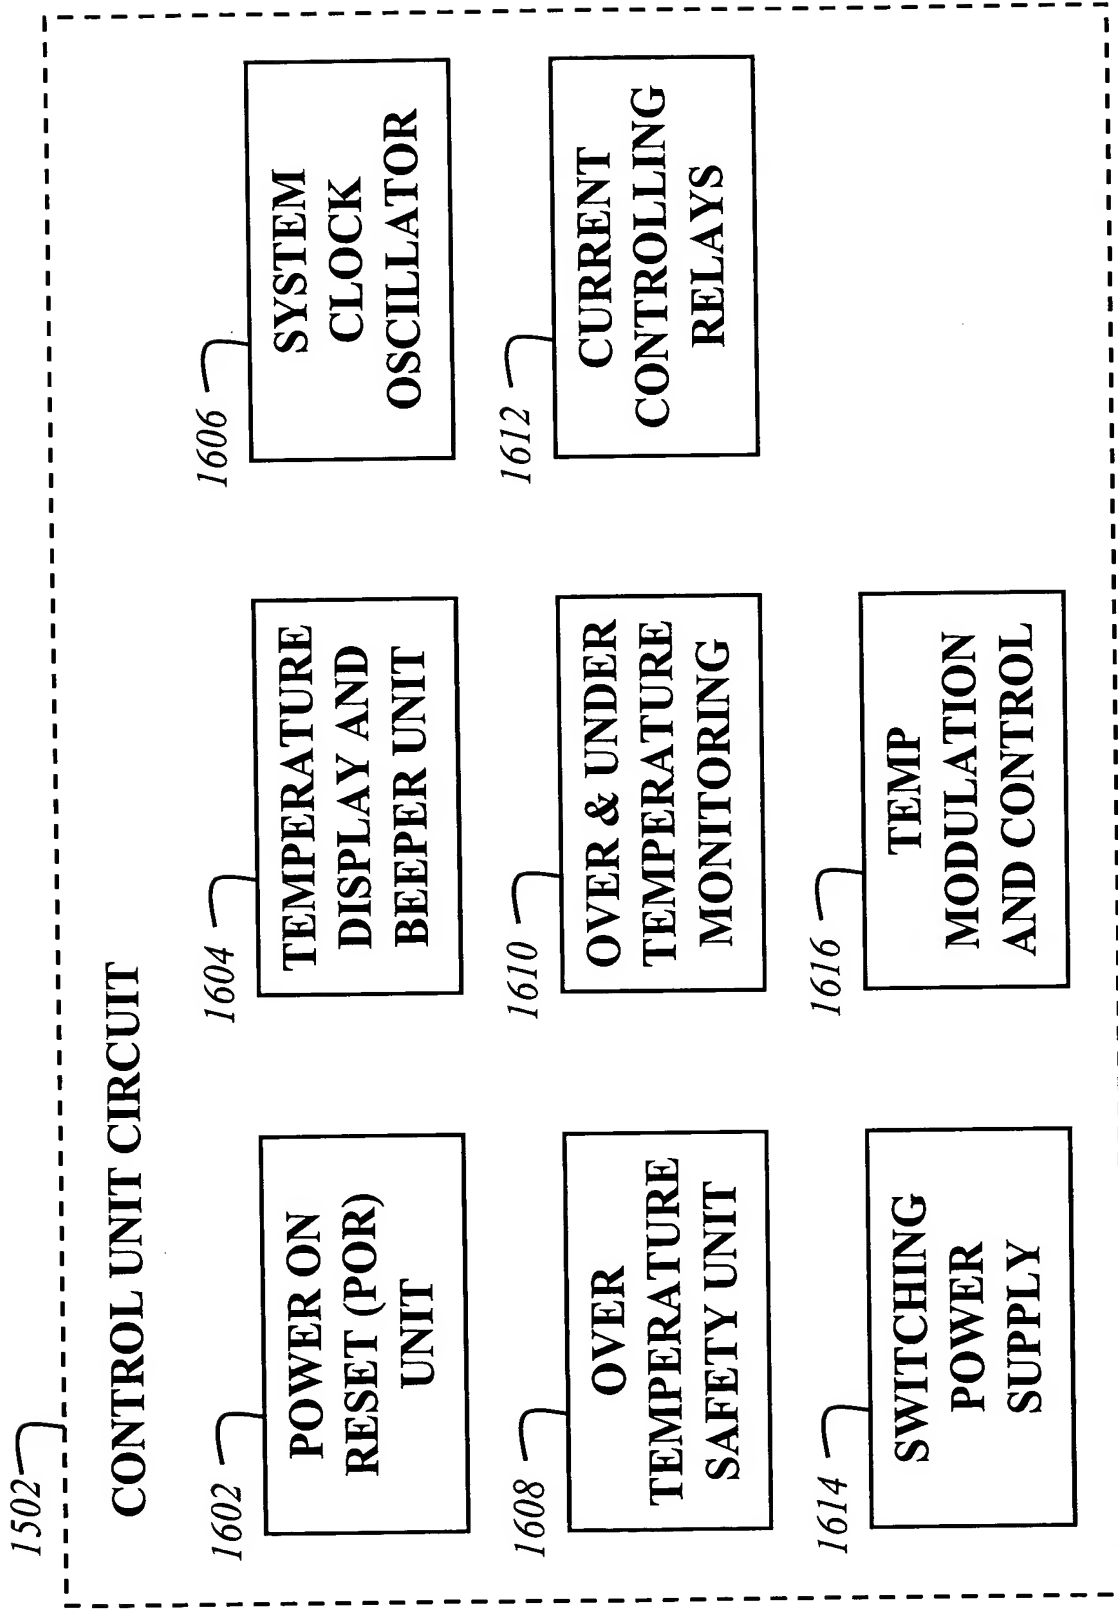 1502
CONTROL UNIT CIRCUIT
1602
POWER ON
RESET (POR)
UNIT
1604
TEMPERATURE
DISPLAY AND
BEEPER UNIT
1606
SYSTEM
CLOCK
OSCILLATOR
1608
OVER
TEMPERATURE
SAFETY UNIT
1610
OVER & UNDER
TEMPERATURE
MONITORING
1612
CURRENT
CONTROLLING
RELAYS
1614
SWITCHING
POWER
SUPPLY
1616
TEMP
MODULATION
AND CONTROL